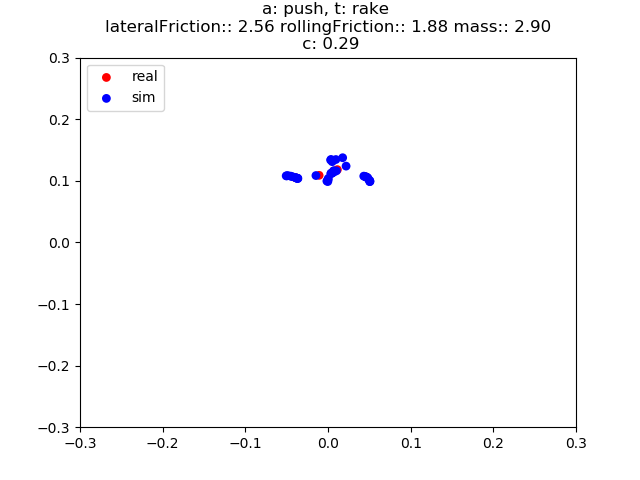 a: push, t: rake
lateralFriction:: 2.56 rollingFriction:: 1.88 mass:: 2.90
c: 0.29
real
sim
0.3
0.2
0.1
0.0
−0.1
−0.2
−0.3
−0.3 −0.2 −0.1 0.0 0.1 0.2 0.3